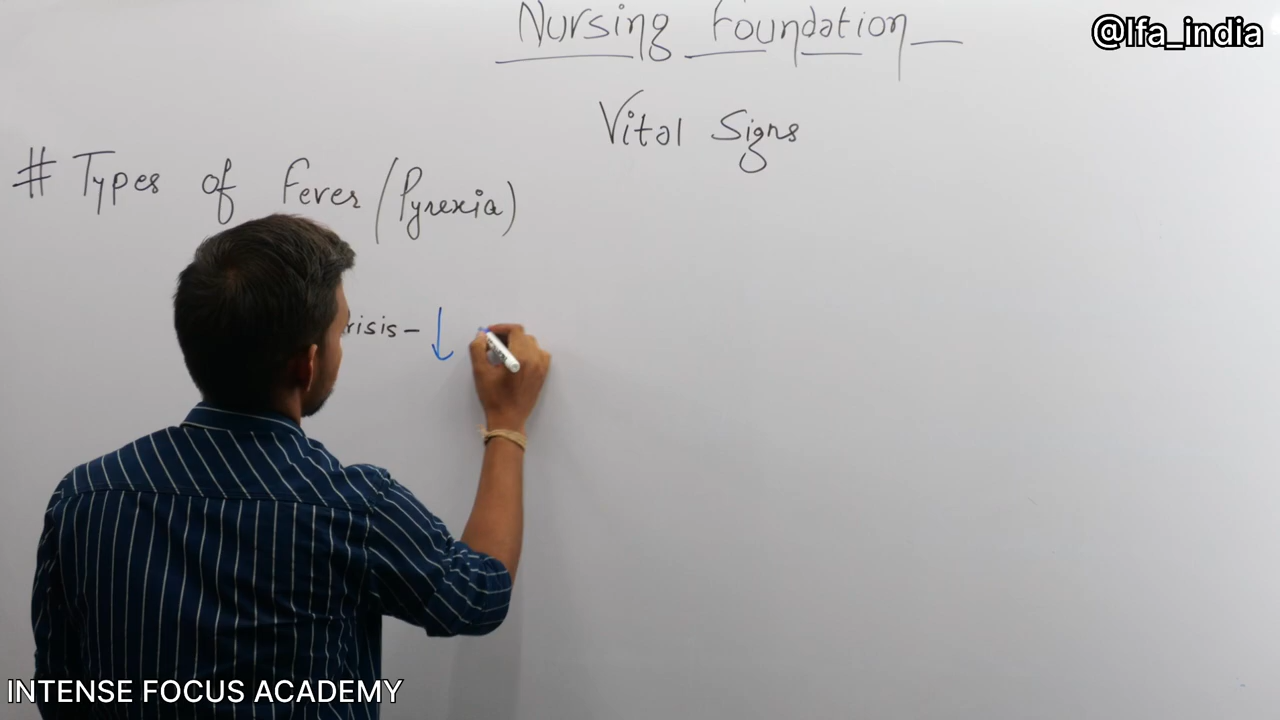 Nursing Foundation
@Ifa_india
Vital Signs
# Types of Fever (Pyrexia)
risis - ↓
INTENSE FOCUS ACADEMY